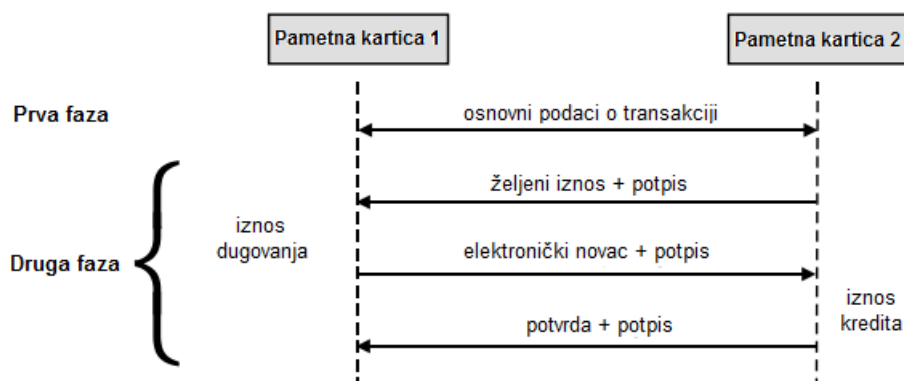 Pametna kartica 1
Pametna kartica 2
Prva faza
osnovni podaci o transakciji
željeni iznos + potpis
iznos
dugovanja
Druga faza
elektronički novac + potpis
iznos
kredita
potvrda + potpis